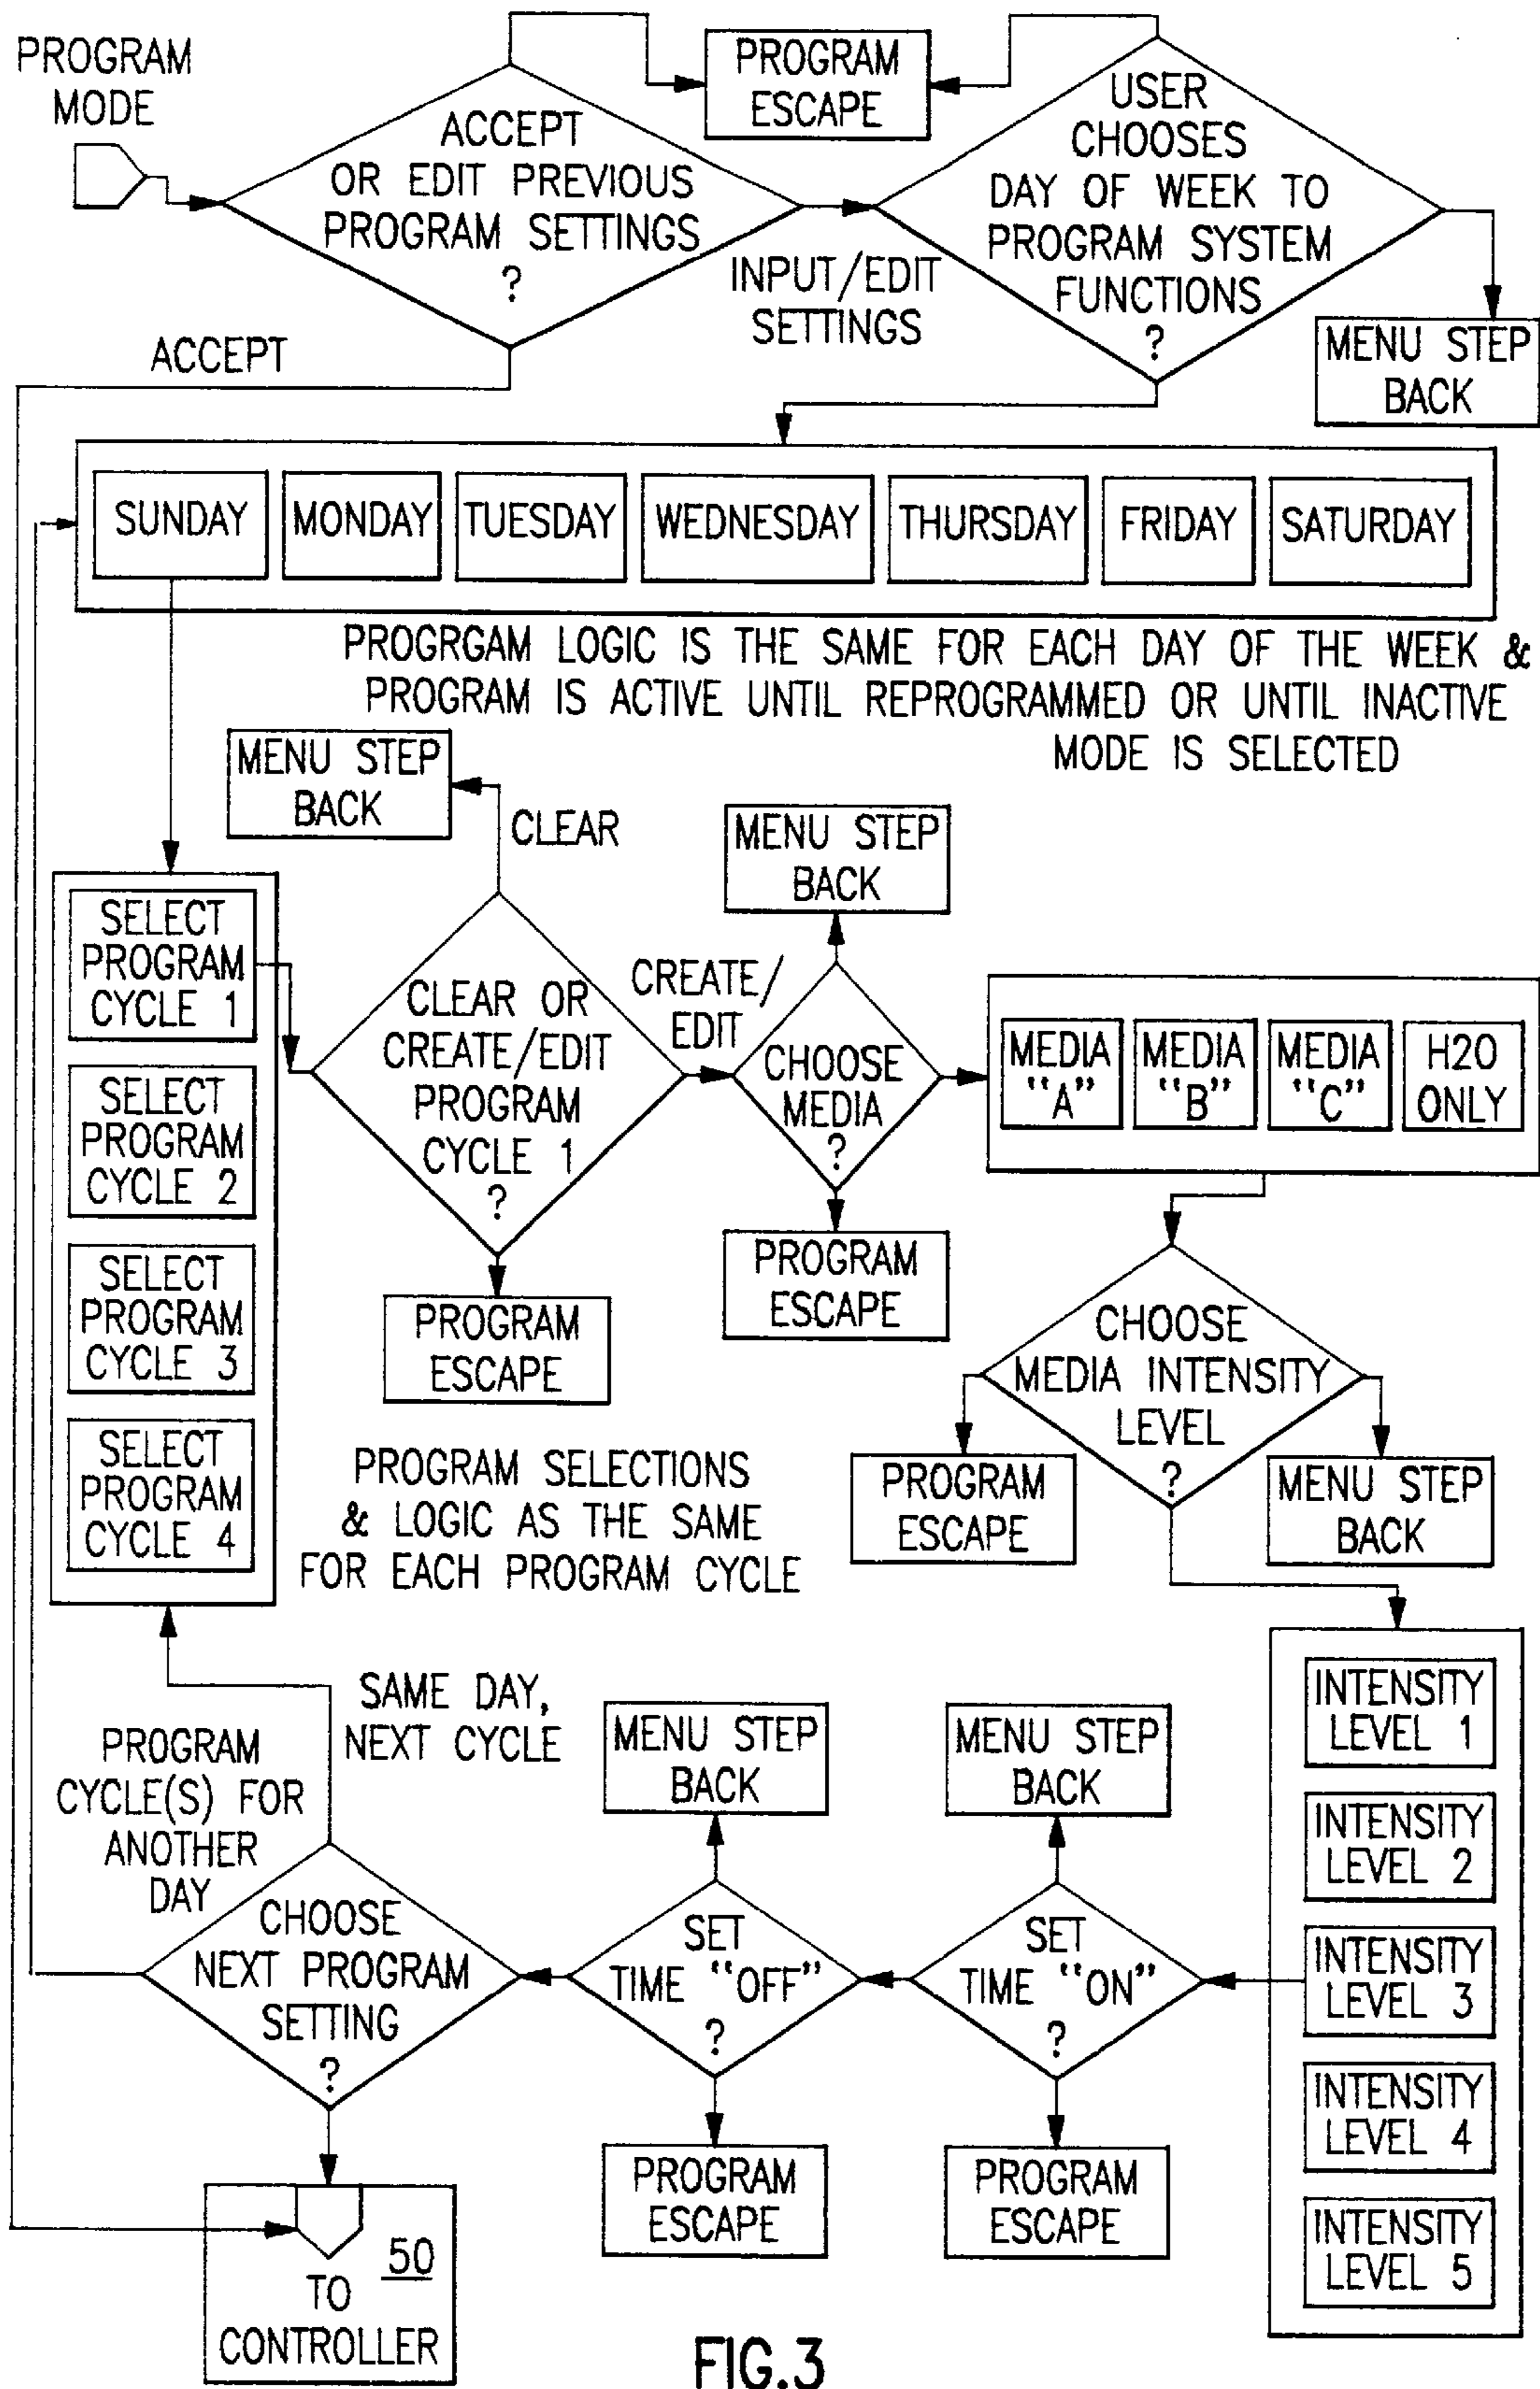 PROGRAM
MODE
ACCEPT
OR EDIT PREVIOUS
PROGRAM SETTINGS
?
PROGRAM
ESCAPE
USER
CHOOSES
DAY OF WEEK TO
PROGRAM SYSTEM
FUNCTIONS
?
INPUT/EDIT
SETTINGS
MENU STEP
BACK
ACCEPT
SUNDAY
MONDAY
TUESDAY
WEDNESDAY
THURSDAY
FRIDAY
SATURDAY
PROGRGAM LOGIC IS THE SAME FOR EACH DAY OF THE WEEK &
PROGRAM IS ACTIVE UNTIL REPROGRAMMED OR UNTIL INACTIVE
MODE IS SELECTED
MENU STEP
BACK
CLEAR
MENU STEP
BACK
SELECT
PROGRAM
CYCLE 1
SELECT
PROGRAM
CYCLE 2
SELECT
PROGRAM
CYCLE 3
SELECT
PROGRAM
CYCLE 4
CLEAR OR
CREATE/EDIT
PROGRAM
CYCLE 1
?
CREATE/
EDIT
CHOOSE
MEDIA
?
MEDIA
"A"
MEDIA
"B"
MEDIA
"C"
H2O
ONLY
PROGRAM
ESCAPE
PROGRAM
ESCAPE
CHOOSE
MEDIA INTENSITY
LEVEL
?
PROGRAM
ESCAPE
MENU STEP
BACK
PROGRAM SELECTIONS
& LOGIC AS THE SAME
FOR EACH PROGRAM CYCLE
INTENSITY
LEVEL 1
INTENSITY
LEVEL 2
INTENSITY
LEVEL 3
INTENSITY
LEVEL 4
INTENSITY
LEVEL 5
SAME DAY,
NEXT CYCLE
PROGRAM
CYCLE(S) FOR
ANOTHER
DAY
MENU STEP
BACK
MENU STEP
BACK
CHOOSE
NEXT PROGRAM
SETTING
?
SET
TIME "OFF"
?
SET
TIME "ON"
?
PROGRAM
ESCAPE
PROGRAM
ESCAPE
50
TO
CONTROLLER
FIG.3